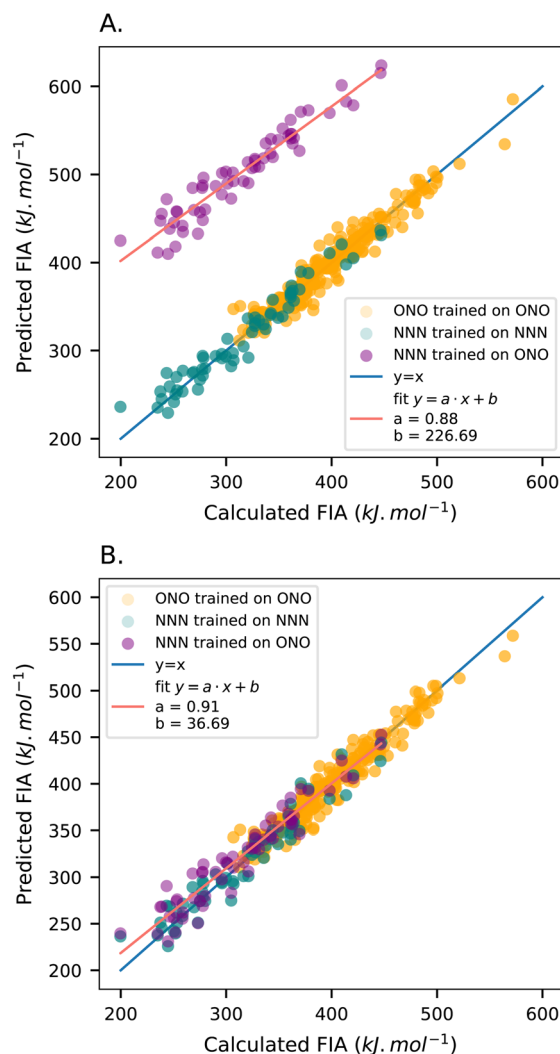 A.
600
500
400
300
200
Predicted FIA (kJ.mol⁻¹)
ONO trained on ONO
NNN trained on NNN
NNN trained on ONO
y=x
fit y = a · x + b
a = 0.88
b = 226.69
200 300 400 500 600
Calculated FIA (kJ.mol⁻¹)
B.
600
550
500
450
400
350
300
250
200
Predicted FIA (kJ.mol⁻¹)
ONO trained on ONO
NNN trained on NNN
NNN trained on ONO
y=x
fit y = a · x + b
a = 0.91
b = 36.69
200 300 400 500 600
Calculated FIA (kJ.mol⁻¹)